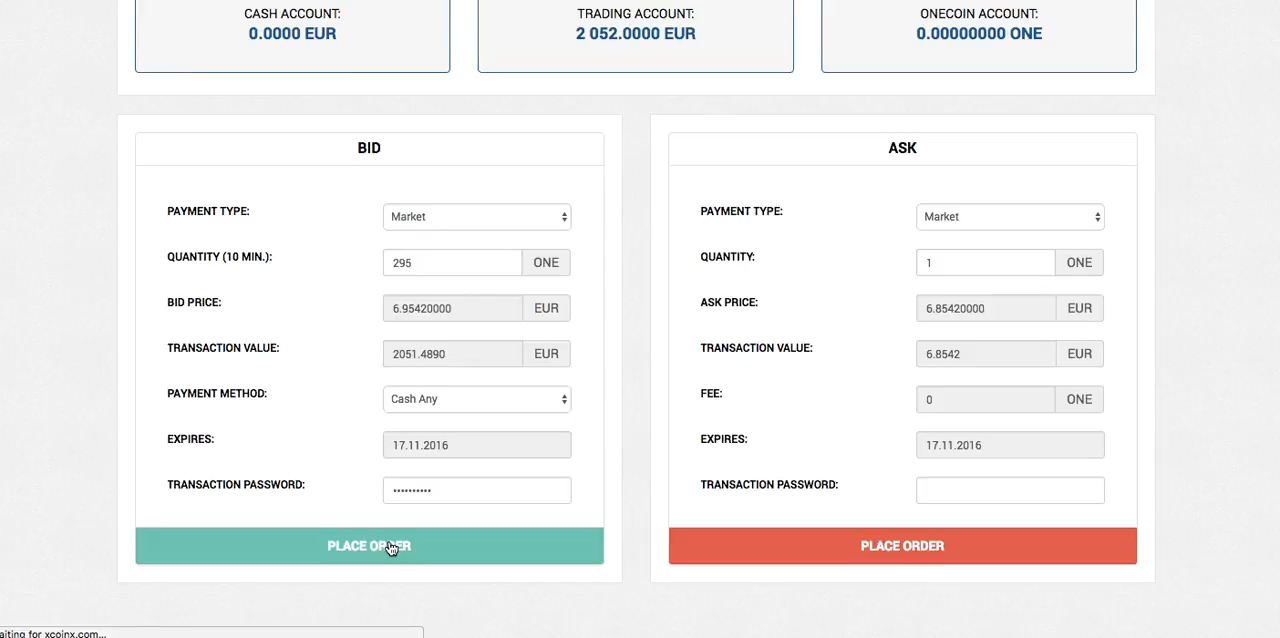 CASH ACCOUNT:
0.0000 EUR
TRADING ACCOUNT:
2 052.0000 EUR
ONECOIN ACCOUNT:
0.00000000 ONE
BID
PAYMENT TYPE:
Market
QUANTITY (10 MIN.):
295 ONE
BID PRICE:
6.95420000 EUR
TRANSACTION VALUE:
2051.4890 EUR
PAYMENT METHOD:
Cash Any
EXPIRES:
17.11.2016
TRANSACTION PASSWORD:
••••••••••
PLACE ORDER
ASK
PAYMENT TYPE:
Market
QUANTITY:
1 ONE
ASK PRICE:
6.85420000 EUR
TRANSACTION VALUE:
6.8542 EUR
FEE:
0 ONE
EXPIRES:
17.11.2016
TRANSACTION PASSWORD:
PLACE ORDER
aiting for xcoinx.com...